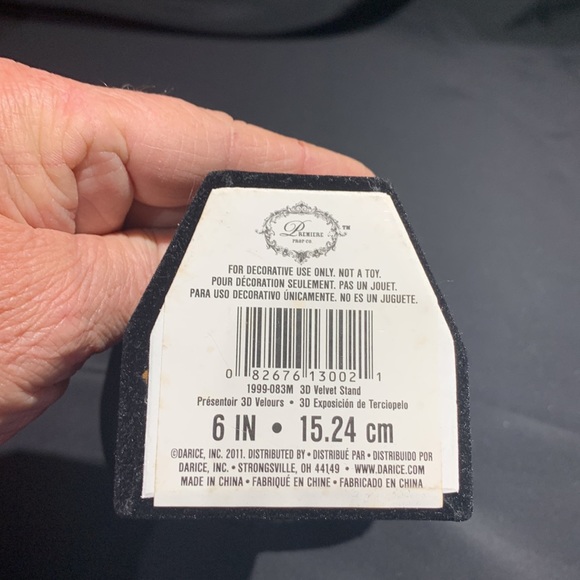 Premiere ™
PROP-UPS
FOR DECORATIVE USE ONLY. NOT A TOY.
POUR DÉCORATION SEULEMENT. PAS UN JOUET.
PARA USO DECORATIVO ÚNICAMENTE. NO ES UN JUGUETE.
0 82676 13002 1
1999-083M 3D Velvet Stand
Présentoir 3D Velours • 3D Exposición de Terciopelo
6 IN • 15.24 cm
©DARICE, INC. 2011. DISTRIBUTED BY • DISTRIBUÉ PAR • DISTRIBUIDO POR
DARICE, INC. • STRONGSVILLE, OH 44149 • WWW.DARICE.COM
MADE IN CHINA • FABRIQUÉ EN CHINE • FABRICADO EN CHINA